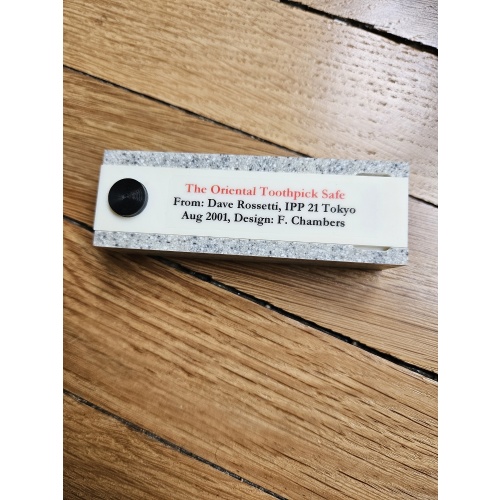 The Oriental Toothpick Safe
From: Dave Rossetti, IPP 21 Tokyo
Aug 2001, Design: F. Chambers